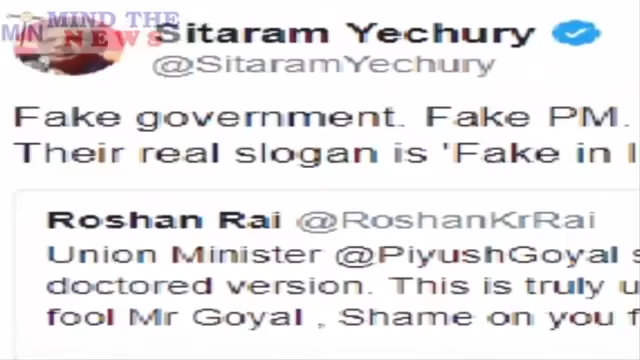 MIND THE
MN NEWS
Sitaram Yechury
@SitaramYechury
Fake government. Fake PM.
Their real slogan is 'Fake in
Roshan Rai @RoshanKrRai
Union Minister @PiyushGoyal
doctored version. This is truly
fool Mr Goyal , Shame on you